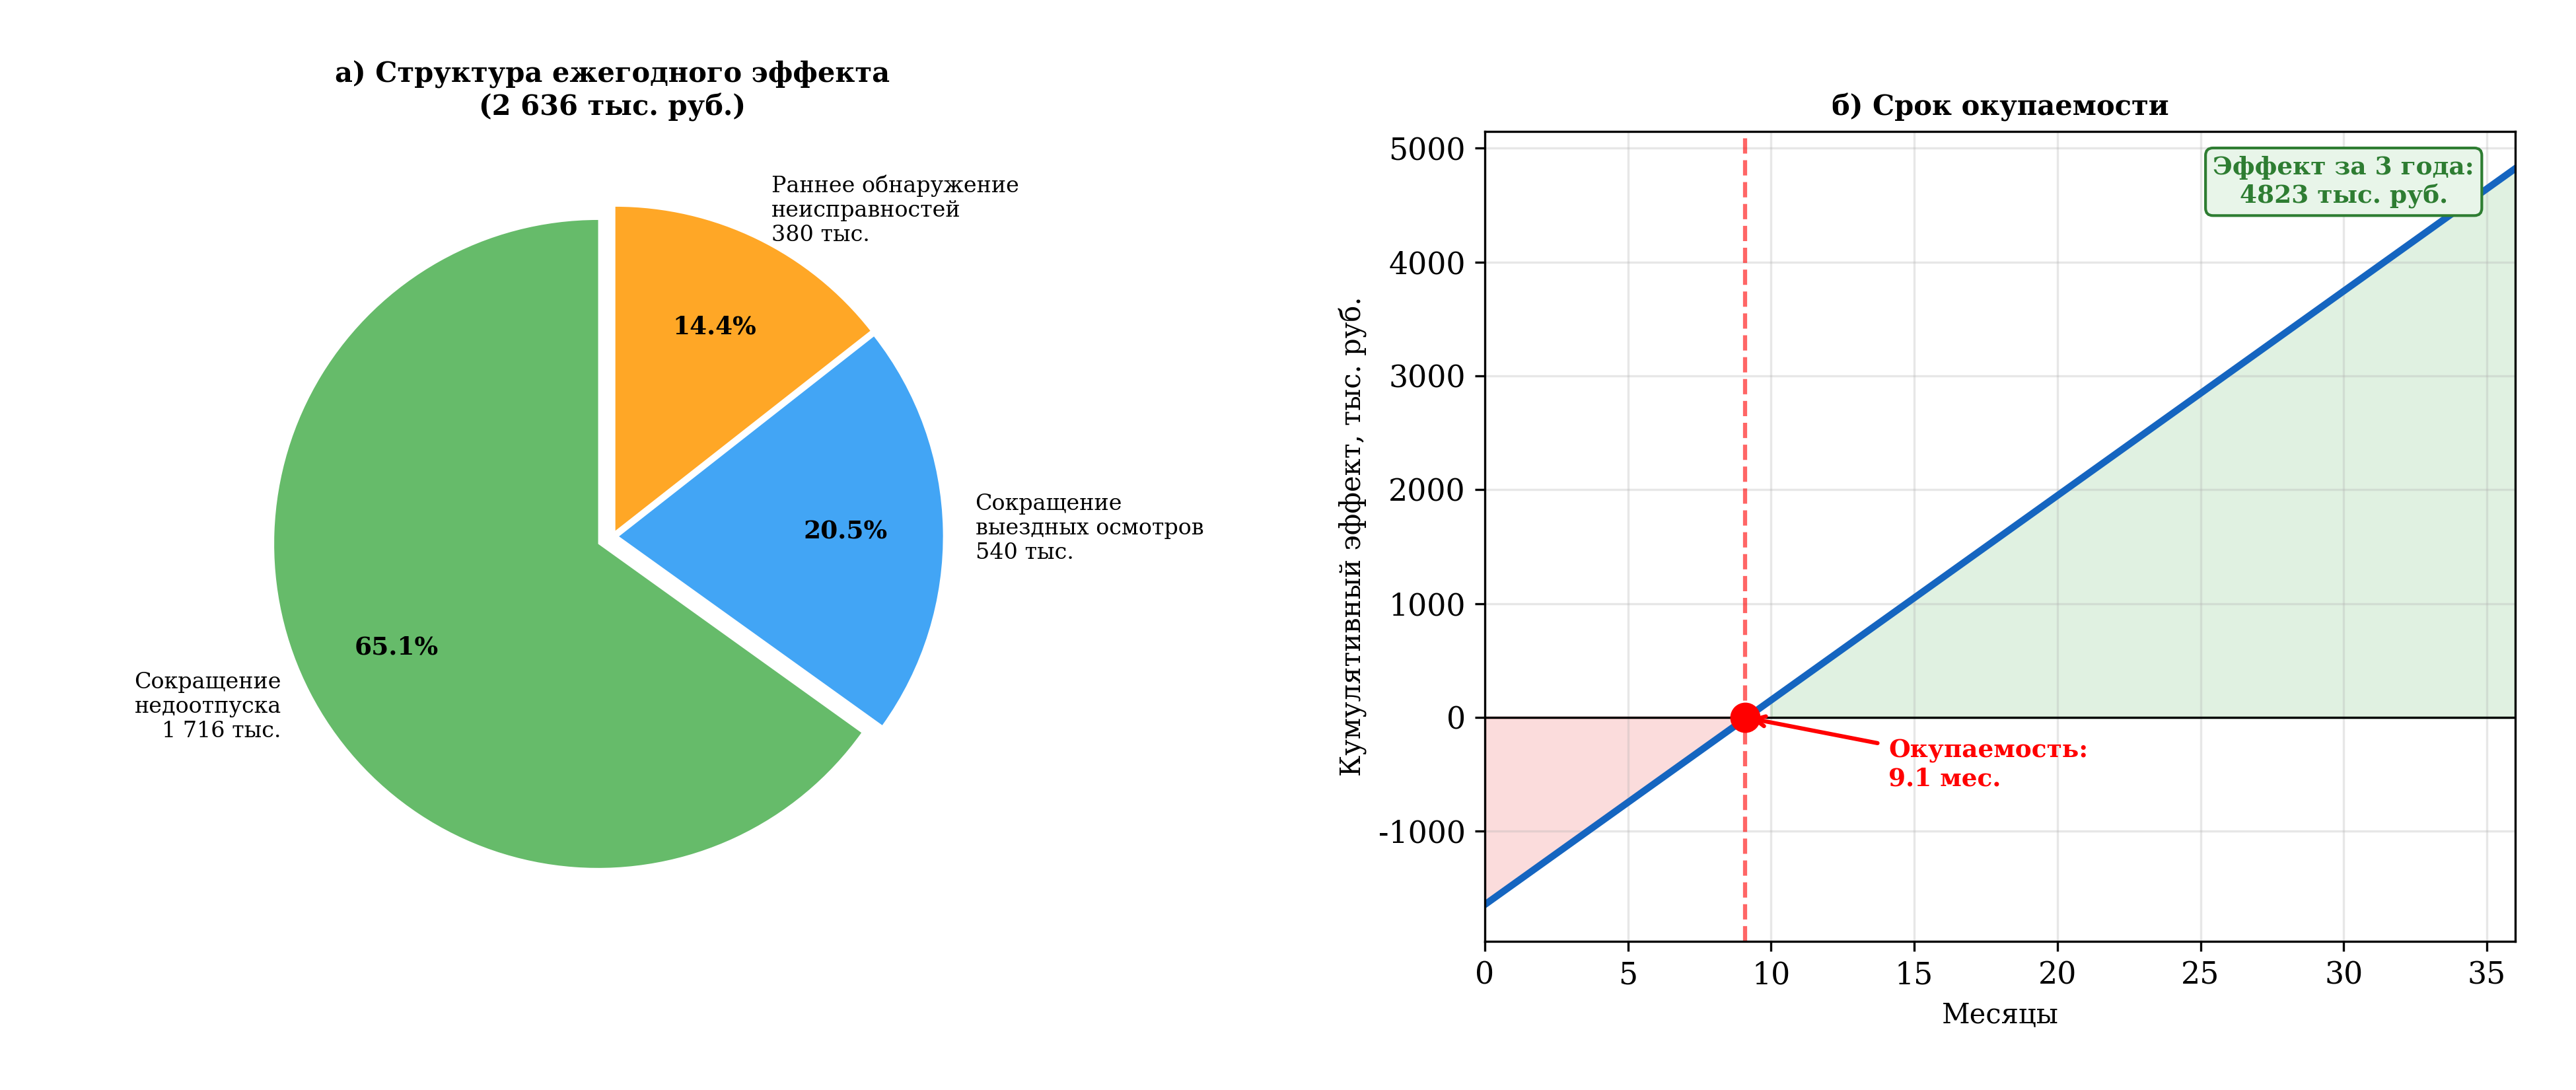 а) Структура ежегодного эффекта
(2 636 тыс. руб.)
Раннее обнаружение
неисправностей
380 тыс.
14.4%
Сокращение
выездных осмотров
540 тыс.
20.5%
65.1%
Сокращение
недоотпуска
1 716 тыс.
б) Срок окупаемости
Кумулятивный эффект, тыс. руб.
5000
4000
3000
2000
1000
0
-1000
Эффект за 3 года:
4823 тыс. руб.
Окупаемость:
9.1 мес.
0 5 10 15 20 25 30 35
Месяцы